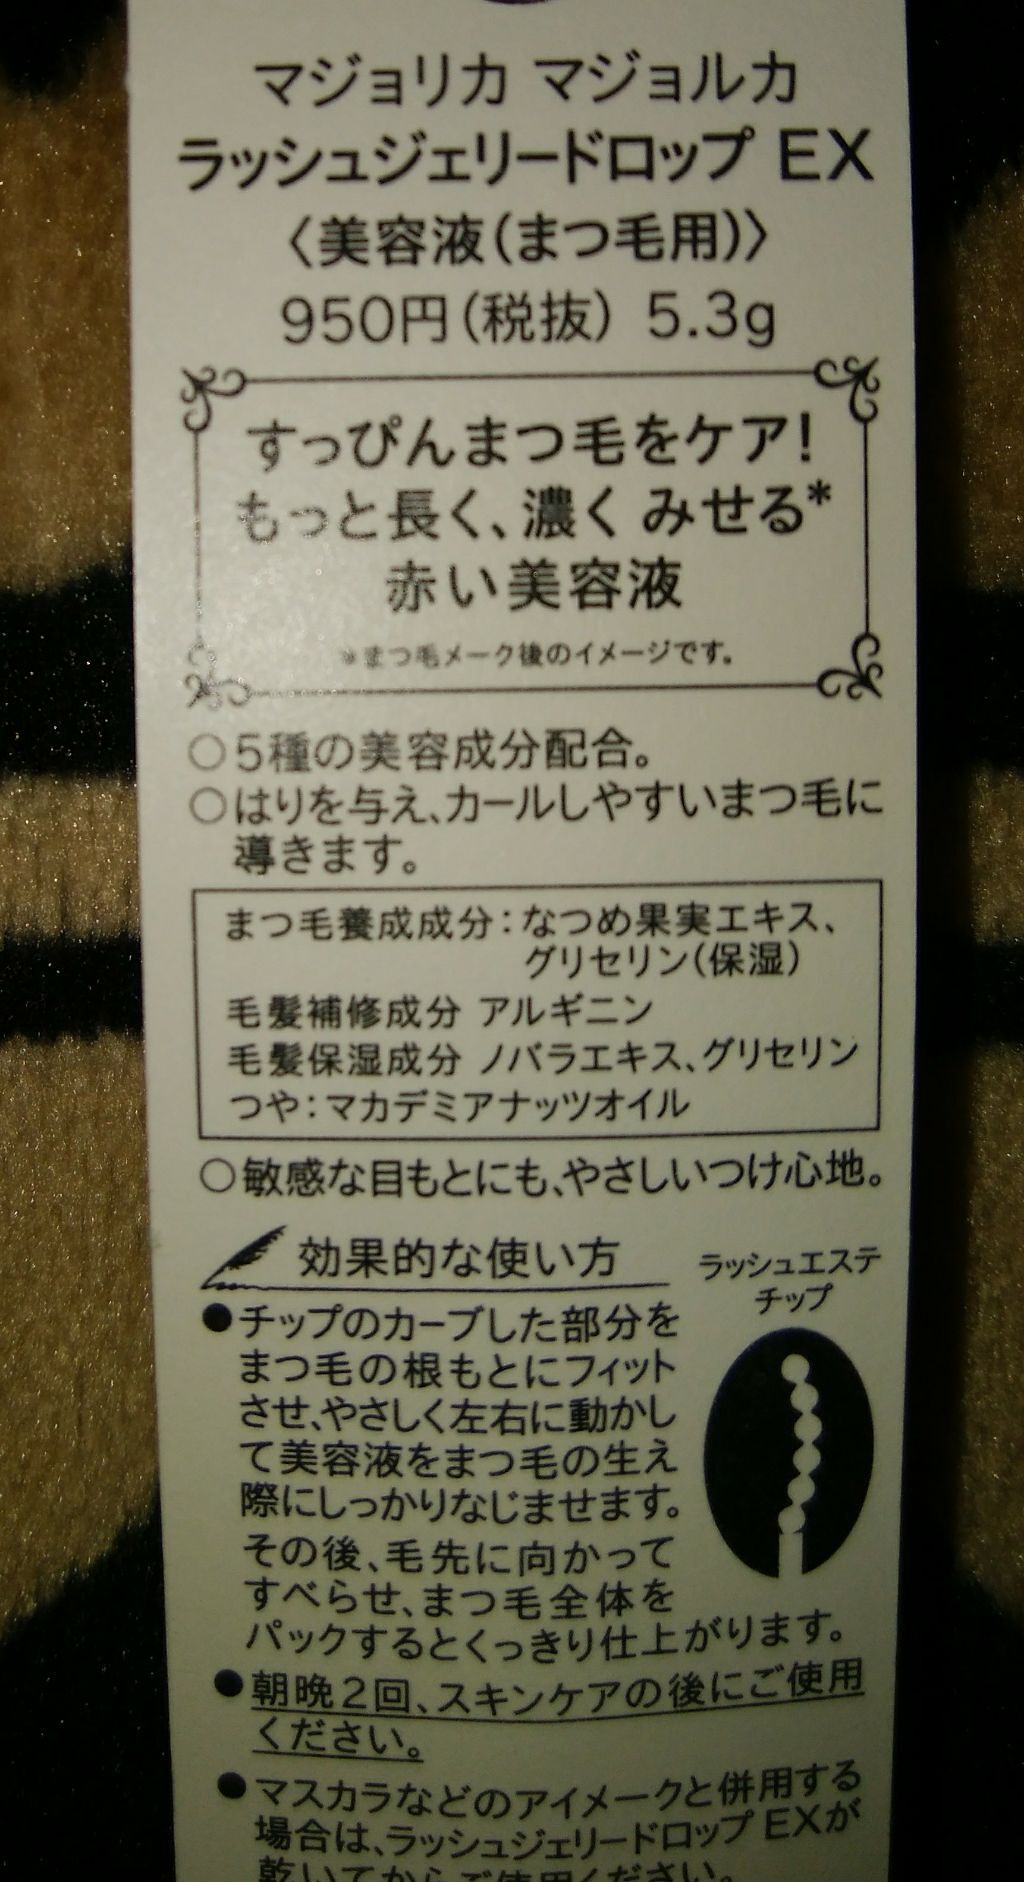 マジョリカ マジョルカ
ラッシュジェリードロップ EX
〈美容液(まつ毛用)〉
950円(税抜) 5.3g
すっぴんまつ毛をケア!
もっと長く、濃く みせる*
赤い美容液
*まつ毛メーク後のイメージです。
○5種の美容成分配合。
○はりを与え、カールしやすいまつ毛に
導きます。
まつ毛養成成分:なつめ果実エキス、
グリセリン(保湿)
毛髪補修成分 アルギニン
毛髪保湿成分 ノバラエキス、グリセリン
つや:マカデミアナッツオイル
○敏感な目もとにも、やさしいつけ心地。
効果的な使い方
ラッシュエステ
チップ
●チップのカーブした部分を
まつ毛の根もとにフィット
させ、やさしく左右に動かし
て美容液をまつ毛の生え
際にしっかりなじませます。
その後、毛先に向かって
すべらせ、まつ毛全体を
パックするとくっきり仕上がります。
●朝晩2回、スキンケアの後にご使用
ください。
●マスカラなどのアイメークと併用する
場合は、ラッシュジェリードロップ EXが
乾いてからご使用ください。